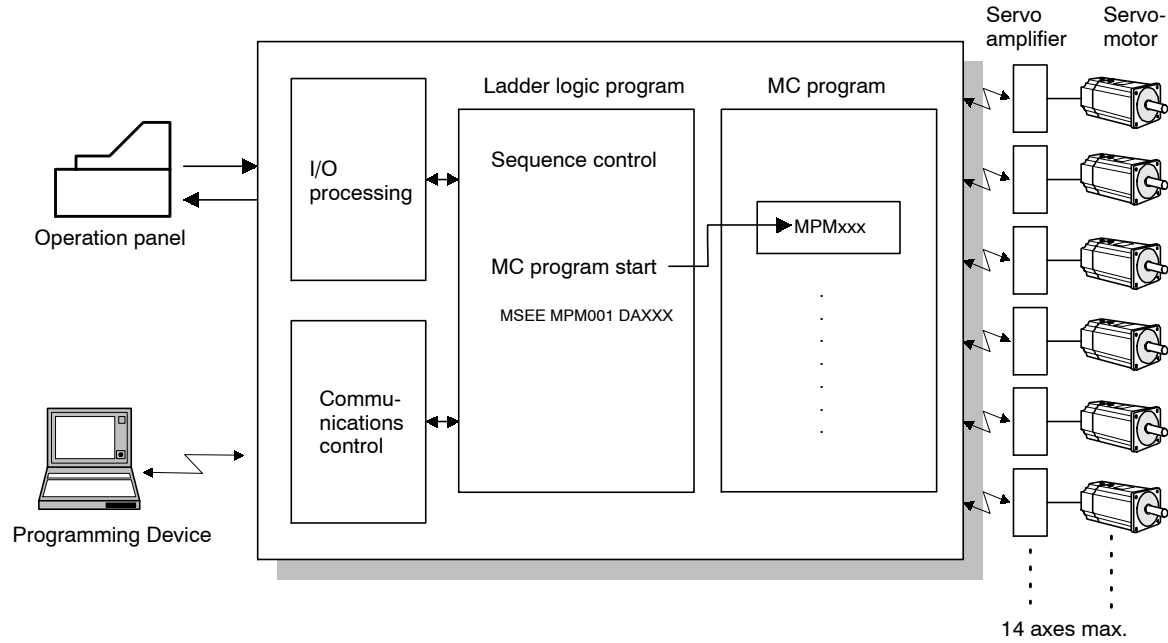 Servo
amplifier
Servo-
motor
Ladder logic program
MC program
I/O
processing
Sequence control
MPMxxx
Operation panel
MC program start
MSEE MPM001 DAXXX
Commu-
nications
control
Programming Device
14 axes max.